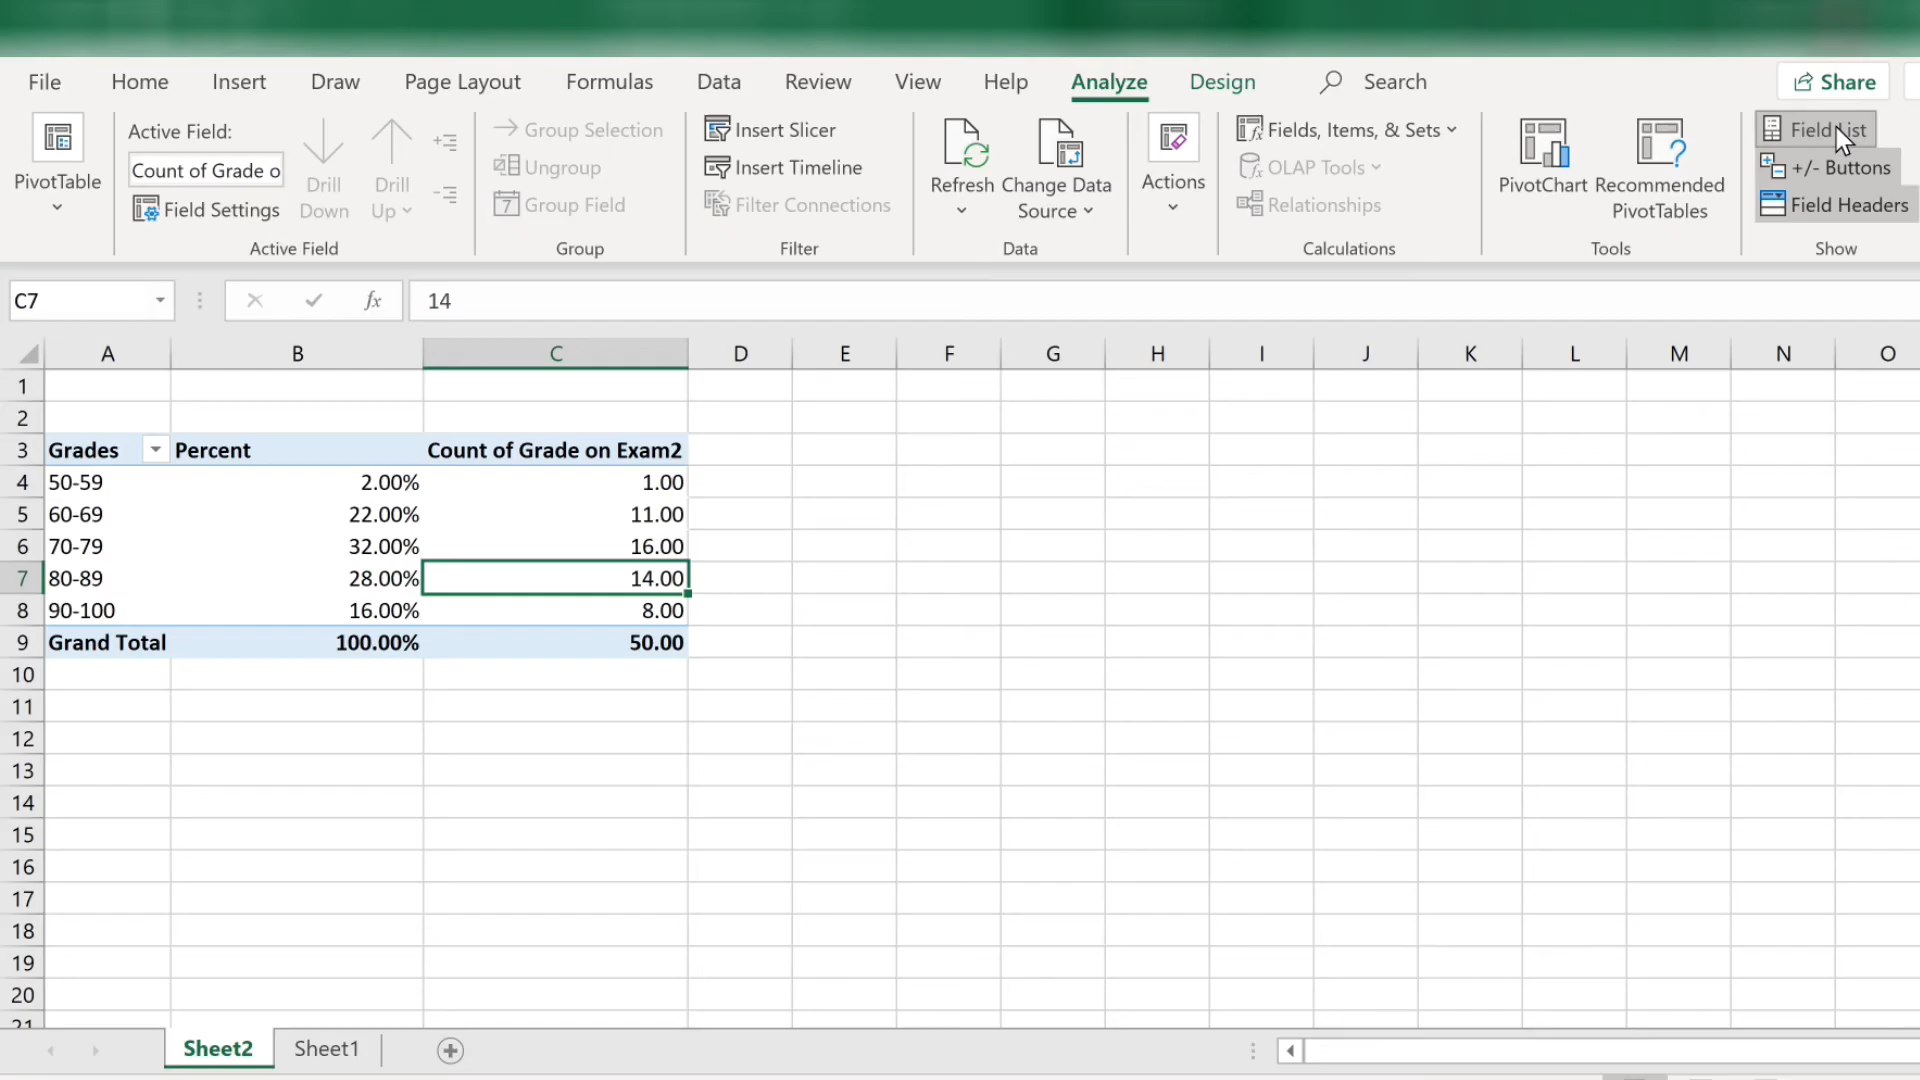 File Home Insert Draw Page Layout Formulas Data Review View Help Analyze Design Search Share
PivotTable
Active Field:
Count of Grade o
Field Settings
Drill Down
Drill Up
Active Field
Group Selection
Ungroup
7 Group Field
Group
Insert Slicer
Insert Timeline
Filter Connections
Filter
Refresh
Change Data Source
Data
Actions
Fields, Items, & Sets
OLAP Tools
Relationships
Calculations
PivotChart
Recommended PivotTables
Tools
Field List
+/- Buttons
Field Headers
Show
C7 fx 14
A B C D E F G H I J K L M N O
1
2
3 Grades Percent Count of Grade on Exam2
4 50-59 2.00% 1.00
5 60-69 22.00% 11.00
6 70-79 32.00% 16.00
7 80-89 28.00% 14.00
8 90-100 16.00% 8.00
9 Grand Total 100.00% 50.00
10
11
12
13
14
15
16
17
18
19
20
21
Sheet2 Sheet1